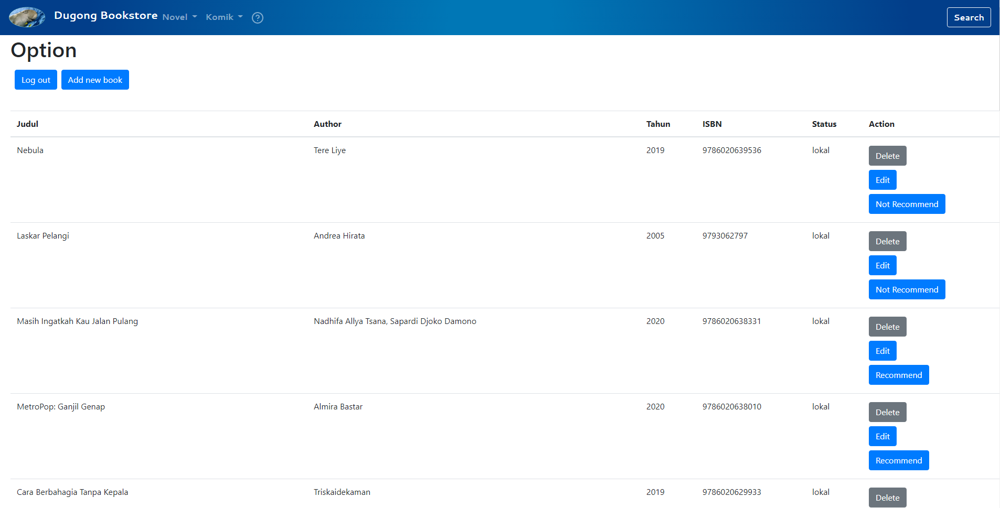 Dugong Bookstore Novel Komik ? Search
Option
Log out Add new book
Judul Author Tahun ISBN Status Action
Nebula Tere Liye 2019 9786020639536 lokal Delete
Edit
Not Recommend
Laskar Pelangi Andrea Hirata 2005 9793062797 lokal Delete
Edit
Not Recommend
Masih Ingatkah Kau Jalan Pulang Nadhifa Allya Tsana, Sapardi Djoko Damono 2020 9786020638331 lokal Delete
Edit
Recommend
MetroPop: Ganjil Genap Almira Bastar 2020 9786020638010 lokal Delete
Edit
Recommend
Cara Berbahagia Tanpa Kepala Triskaidekaman 2019 9786020629933 lokal Delete